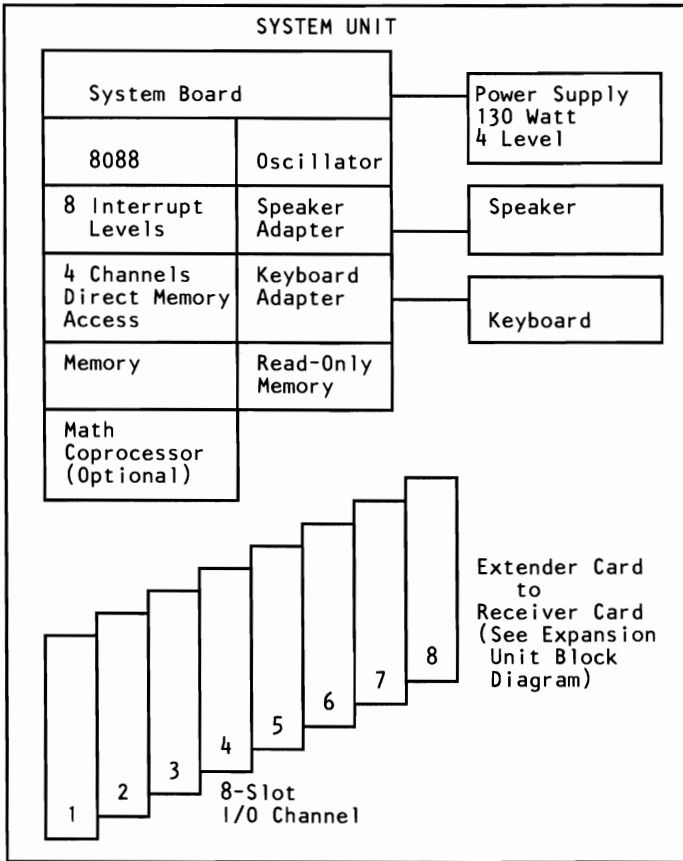 SYSTEM UNIT
System Board
Power Supply
130 Watt
4 Level
8088
Oscillator
8 Interrupt
Levels
Speaker
Adapter
Speaker
4 Channels
Direct Memory
Access
Keyboard
Adapter
Keyboard
Memory
Read-Only
Memory
Math
Coprocessor
(Optional)
Extender Card
to
Receiver Card
(See Expansion
Unit Block
Diagram)
1
2
3
4
5
6
7
8
8-Slot
I/O Channel